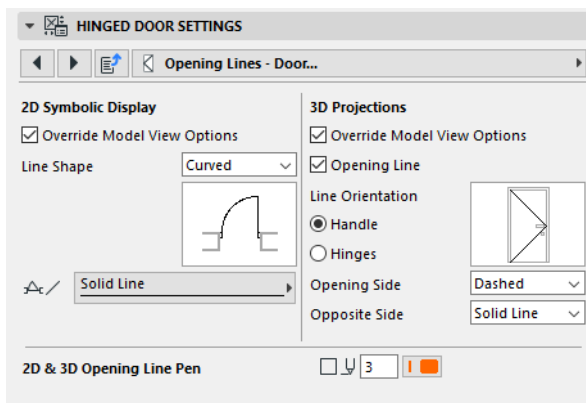 HINGED DOOR SETTINGS
Opening Lines - Door...
2D Symbolic Display
Override Model View Options
Line Shape
Curved
Solid Line
3D Projections
Override Model View Options
Opening Line
Line Orientation
Handle
Hinges
Opening Side
Dashed
Opposite Side
Solid Line
2D & 3D Opening Line Pen
3